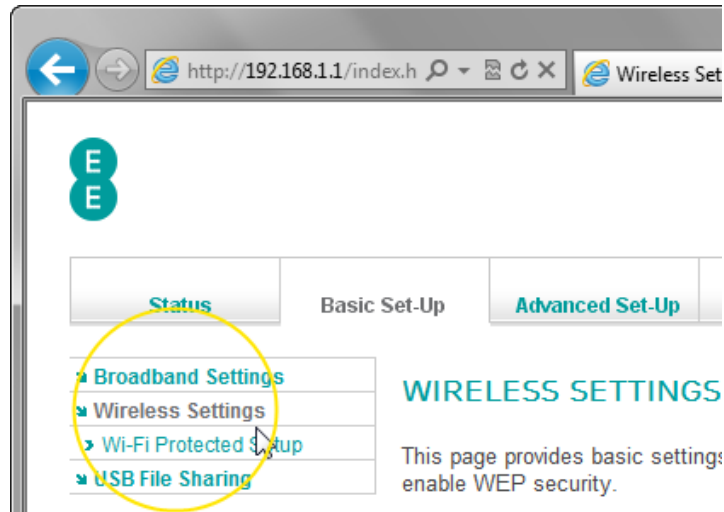 http://192.168.1.1/index.h
Wireless Set
E
E
Status Basic Set-Up Advanced Set-Up
Broadband Settings
Wireless Settings
Wi-Fi Protected Setup
USB File Sharing
WIRELESS SETTINGS
This page provides basic settings
enable WEP security.